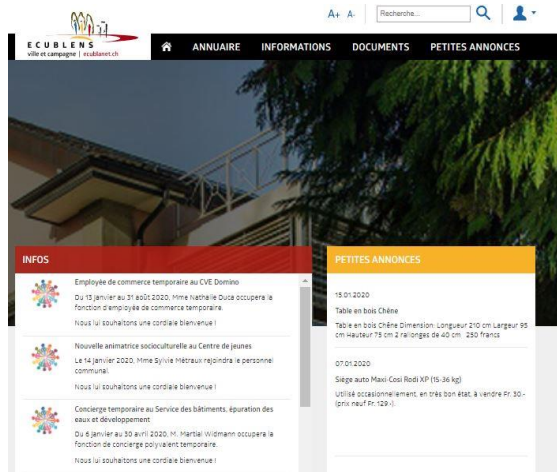 A+ A-
Recherche...
ECUBLENS
ville et campagne | ecublanet.ch
ANNUAIRE INFORMATIONS DOCUMENTS PETITES ANNONCES
INFOS
Employée de commerce temporaire au CVE Domino
Du 13 janvier au 31 août 2020, Mme Nathalie Duca occupera la
fonction d'employée de commerce temporaire.
Nous lui souhaitons une cordiale bienvenue !
Nouvelle animatrice socioculturelle au Centre de jeunes
Le 14 janvier 2020, Mme Sylvie Métraux rejoindra le personnel
communal.
Nous lui souhaitons une cordiale bienvenue !
Concierge temporaire au Service des bâtiments, épuration des
eaux et développement
Du 6 janvier au 30 avril 2020, M. Martial Widmann occupera la
fonction de concierge polyvalent temporaire.
Nous lui souhaitons une cordiale bienvenue !
PETITES ANNONCES
15.01.2020
Table en bois Chêne
Table en bois Chêne Dimension: Longueur 210 cm Largeur 95
cm Hauteur 75 cm 2 rallonges de 40 cm 250 francs
07.01.2020
Siège auto Maxi-Cosi Rodi XP (15-36 kg)
Utilisé occasionnellement, en très bon état, à vendre Fr. 30.-
(prix neuf Fr. 129.-).